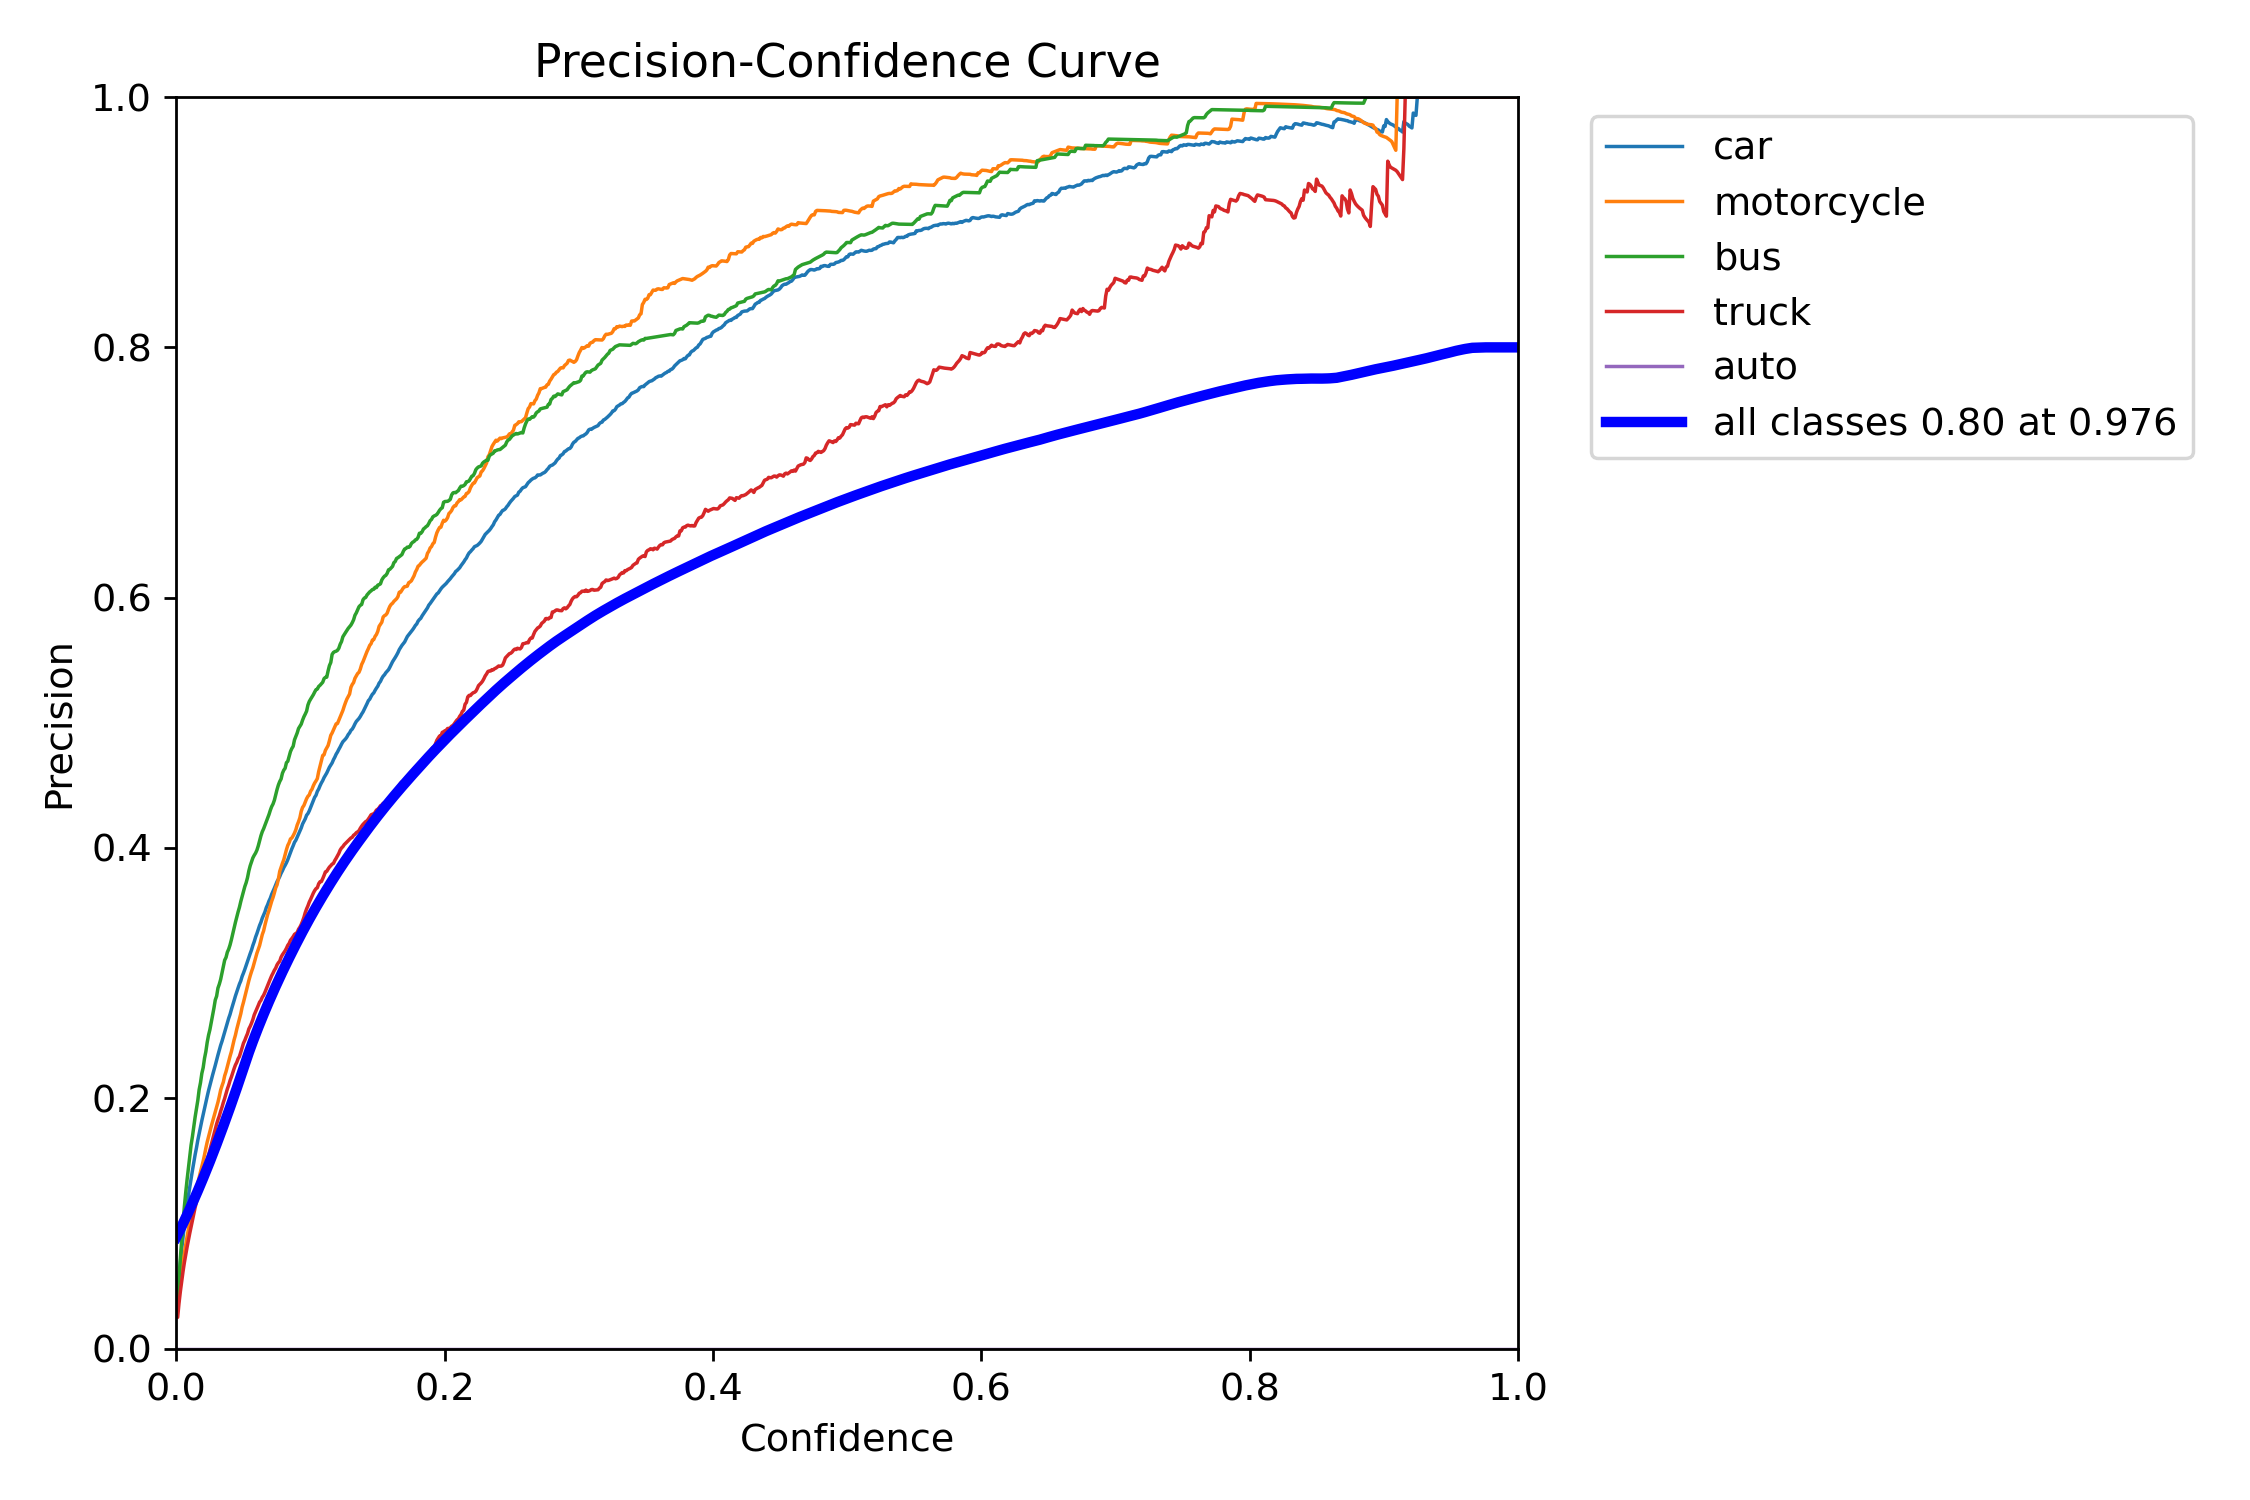 Precision-Confidence Curve
1.0
0.8
0.6
0.4
0.2
0.0
Precision
0.0 0.2 0.4 0.6 0.8 1.0
Confidence
car
motorcycle
bus
truck
auto
all classes 0.80 at 0.976